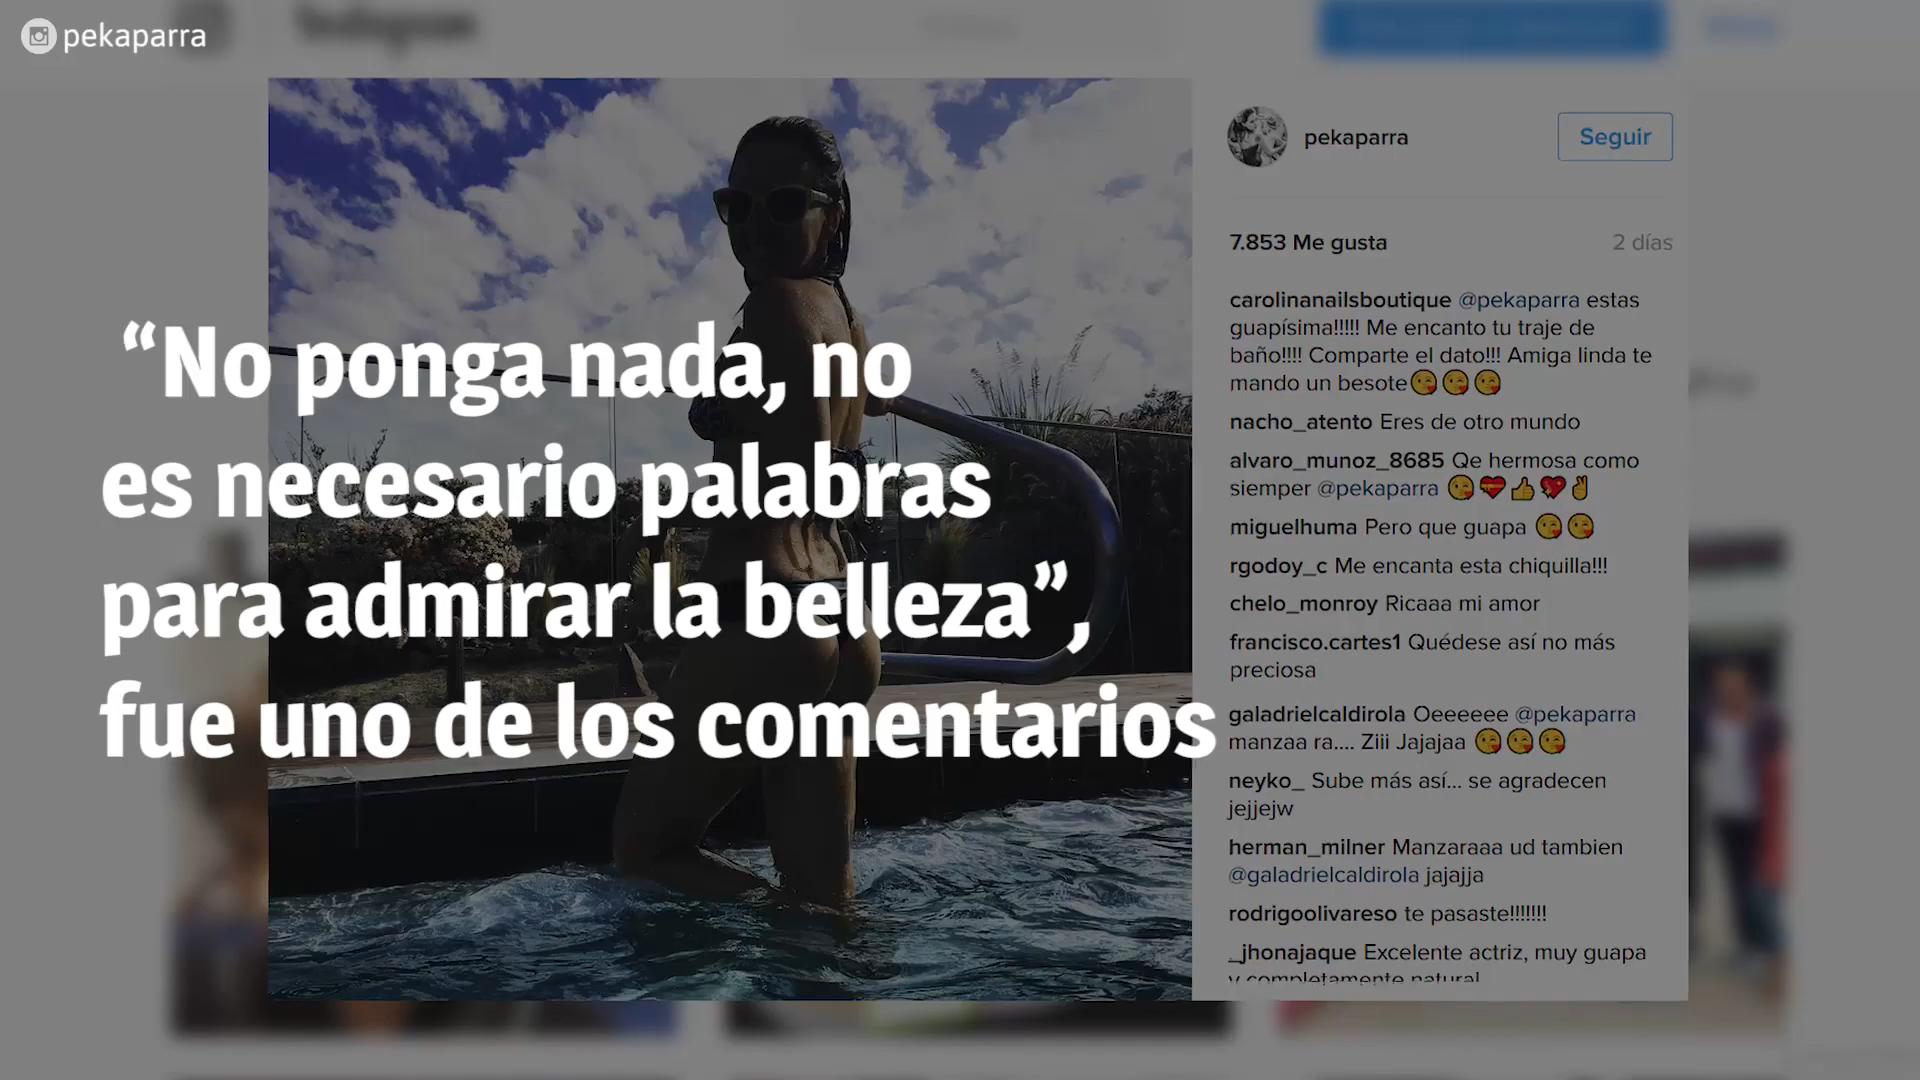 pekaparra
pekaparra
Seguir
7.853 Me gusta
2 días
“No ponga nada, no
es necesario palabras
para admirar la belleza”,
fue uno de los comentarios
carolinanailsboutique @pekaparra estas
guapísima!!!!! Me encanto tu traje de
baño!!!! Comparte el dato!!! Amiga linda te
mando un besote😘😘😘
nacho_atento Eres de otro mundo
alvaro_munoz_8685 Qe hermosa como
siemper @pekaparra 😘💝👍💖✌
miguelhuma Pero que guapa 😘😘
rgodoy_c Me encanta esta chiquilla!!!
chelo_monroy Ricaaa mi amor
francisco.cartes1 Quédese así no más
preciosa
galadrielcaldirola Oeeeeee @pekaparra
manzaa ra.... Ziii Jajajaa 😘😘😘
neyko_ Sube más así... se agradecen
jejjejw
herman_milner Manzaraaa ud tambien
@galadrielcaldirola jajajja
rodrigoolivareso te pasaste!!!!!!!
_jhonajaque Excelente actriz, muy guapa
y completamente natural